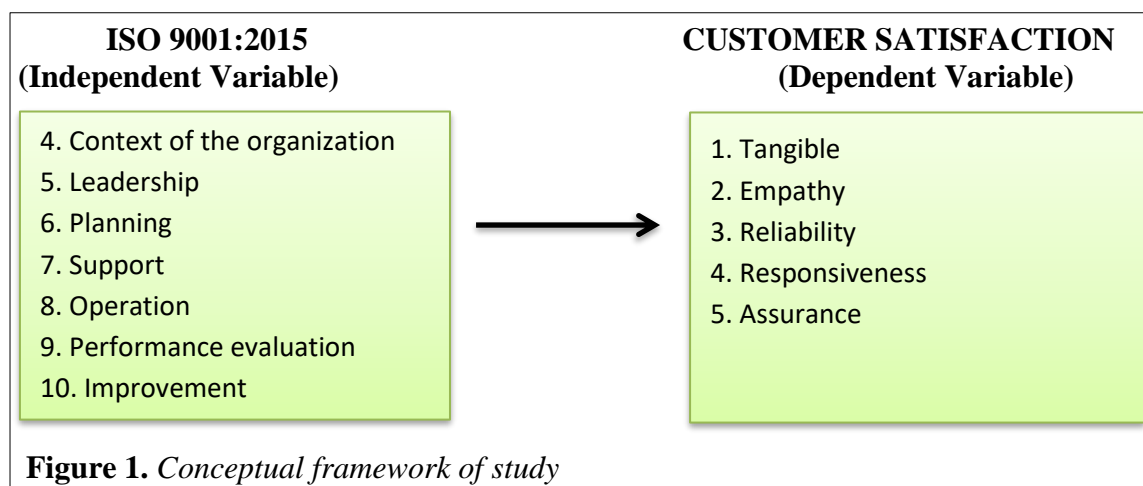 ISO 9001:2015
(Independent Variable)
4. Context of the organization
5. Leadership
6. Planning
7. Support
8. Operation
9. Performance evaluation
10. Improvement
CUSTOMER SATISFACTION
(Dependent Variable)
1. Tangible
2. Empathy
3. Reliability
4. Responsiveness
5. Assurance
Figure 1. Conceptual framework of study